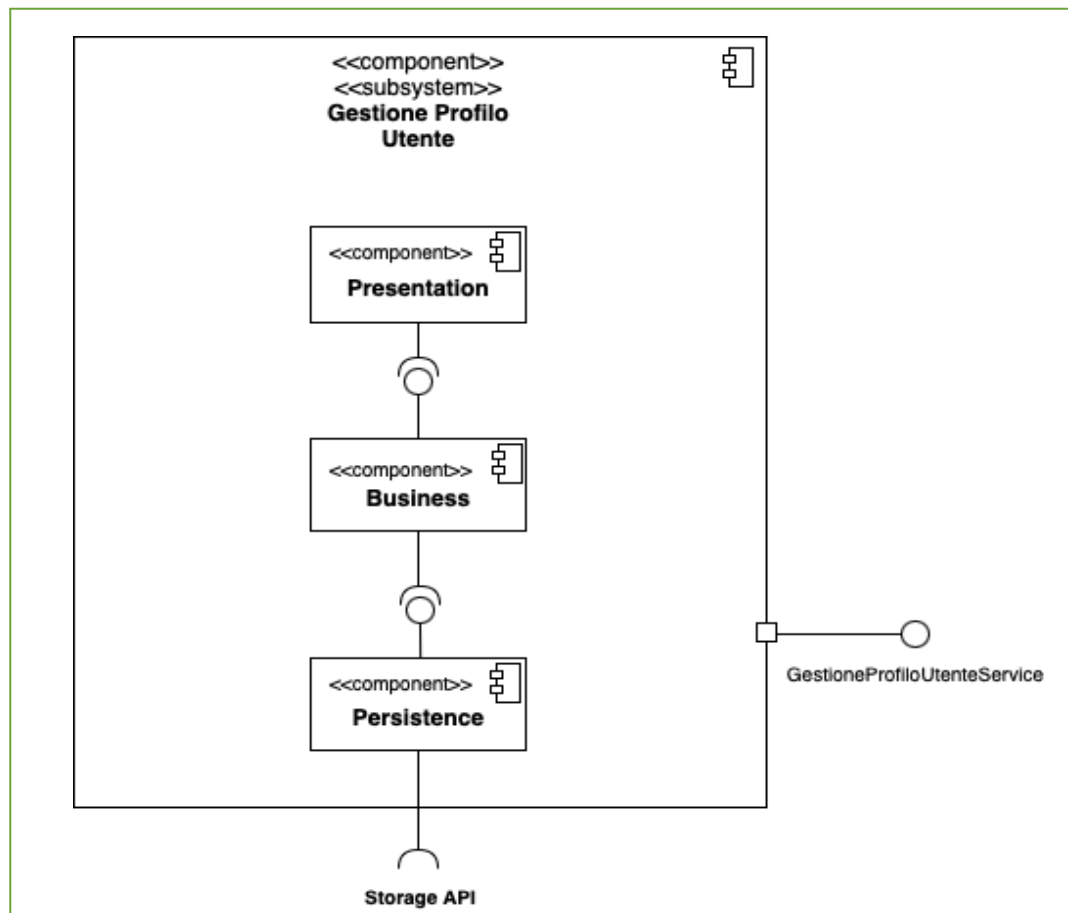 <<component>>
<<subsystem>>
Gestione Profilo
Utente
<<component>>
Presentation
<<component>>
Business
<<component>>
Persistence
GestioneProfiloUtenteService
Storage API